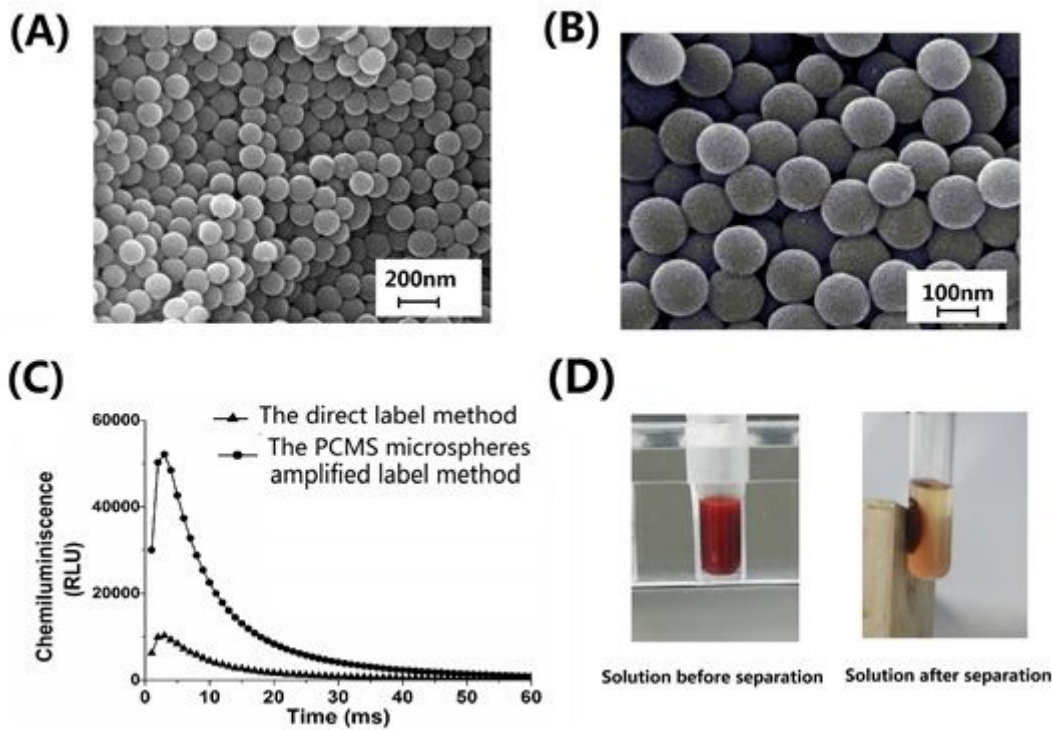 (A)
200nm
(B)
100nm
(C)
60000
40000
20000
0
Chemiluminiscence
(RLU)
The direct label method
The PCMS microspheres
amplified label method
0 10 20 30 40 50 60
Time (ms)
(D)
Solution before separation
Solution after separation